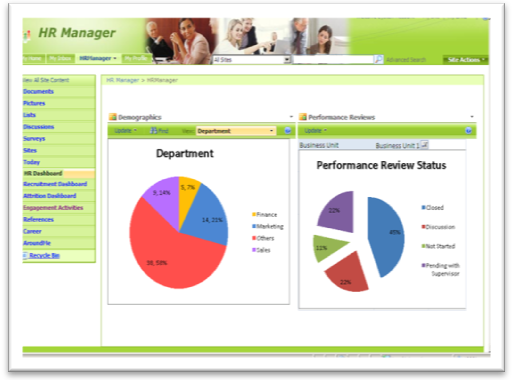 HR Manager
My Home My Inbox HRManager My Profile
All Sites
Advanced Search
Site Actions
View All Site Content
Documents
Pictures
Lists
Discussions
Surveys
Sites
Today
HR Dashboard
Recruitment Dashboard
Attrition Dashboard
Engagement Activities
References
Career
AroundMe
Recycle Bin
HR Manager > HRManager
Demographics
Update Find View Department
Department
5, 7%
9, 14%
14, 21%
38, 58%
Finance
Marketing
Others
Sales
Performance Reviews
Update
Business Unit Business Unit 1
Performance Review Status
22%
45%
11%
22%
Closed
Discussion
Not Started
Pending with
Supervisor